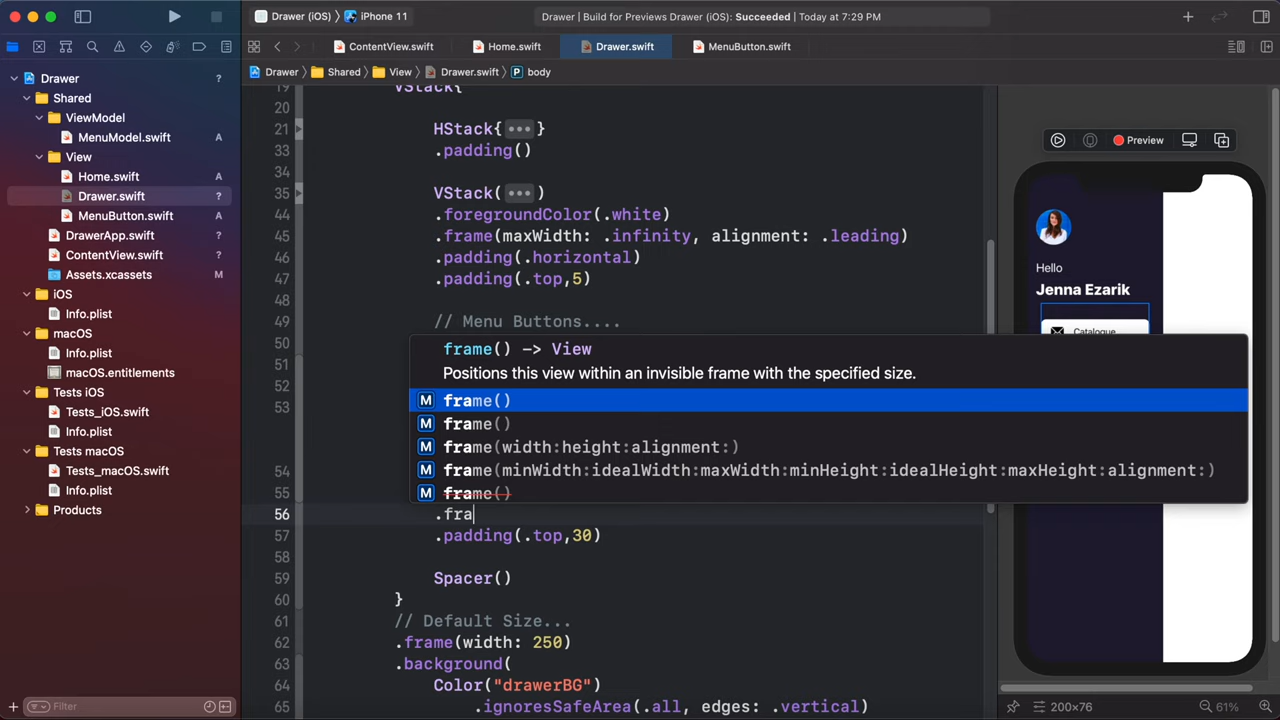 Drawer (iOS) 〉 iPhone 11
Drawer | Build for Previews Drawer (iOS): Succeeded | Today at 7:29 PM
ContentView.swift
Home.swift
Drawer.swift
MenuButton.swift
Drawer 〉 Shared 〉 View 〉 Drawer.swift 〉 P body
Drawer ?
Shared
ViewModel
MenuModel.swift A
View
Home.swift A
Drawer.swift ?
MenuButton.swift A
DrawerApp.swift ?
ContentView.swift ?
Assets.xcassets M
iOS
Info.plist
macOS
Info.plist
macOS.entitlements
Tests iOS
Tests_iOS.swift
Info.plist
Tests macOS
Tests_macOS.swift
Info.plist
Products
Filter
19 VStack{
20
21 HStack{ ••• }
33 .padding()
34
35 VStack( ••• )
44 .foregroundColor(.white)
45 .frame(maxWidth: .infinity, alignment: .leading)
46 .padding(.horizontal)
47 .padding(.top,5)
48
49 // Menu Buttons....
50
51
52
53
54
55
56 .fra
57 .padding(.top,30)
58
59 Spacer()
60 }
61 // Default Size...
62 .frame(width: 250)
63 .background(
64 Color("drawerBG")
65 .ignoresSafeArea(.all, edges: .vertical)
frame() -> View
Positions this view within an invisible frame with the specified size.
M frame()
M frame()
M frame(width:height:alignment:)
M frame(minWidth:idealWidth:maxWidth:minHeight:idealHeight:maxHeight:alignment:)
M frame()
Preview
Hello
Jenna Ezarik
Catalogue
200x76
61%